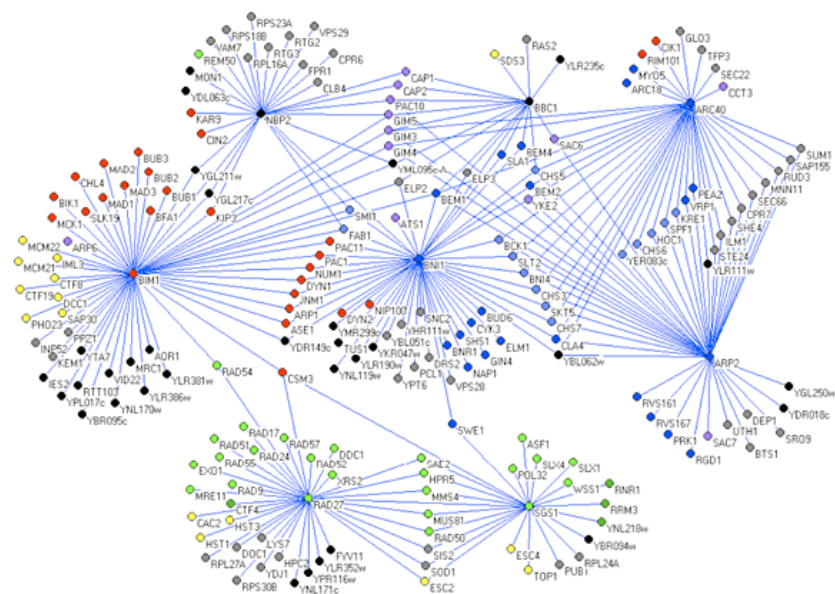 RPS23A
RPS18B
VPS29
VAM7
RTG2
REM50
RTG3
CPR6
RPL16A
MON1
FPR1
CLB4
YDL063c
NBP2
KAR9
CIN2
CAP1
CAP2
PAC10
GIM5
GIM3
GIM4
YML095c-A
RAS2
SDS3
YLR235c
BBC1
GLO3
CIK1
TFP3
RIM101
SEC22
MYO5
CCT3
ARC18
ARC40
SAC6
BEM4
SLA1
CHS5
ELP3
BEM2
ELP2
BEM1
YKE2
ATS1
SUM1
SAP155
RUD3
MNN11
SEC66
CPR7
SHE4
ILM1
STE24
YLR111w
PEA2
VRP1
KRE1
SPF1
HOC1
CHS6
YER083c
BUB3
MAD2
BUB2
CHL4
MAD3
BUB1
BIK1
MAD1
SLK19
BFA1
MCK1
YGL211w
YGL217c
KIP3
SMI1
FAB1
MCM22
ARP6
IML3
MCM21
CTF8
CTF19
DCC1
PHO23
SAP30
PPZ1
INP52
YTA7
KEM1
MRC1
AOR1
IES2
VID22
YLR381w
RTT103
YPL017c
YLR386w
YNL170w
YBR095c
BIM1
PAC11
PAC1
NUM1
DYN1
JNM1
ARP1
ASE1
YDR149c
BNI1
DYN2
NIP100
YMR299c
SNC2
YHR111w
TUS1
YBL051c
YKR047w
YLR190w
DRS2
YNL119w
PCL1
YPT6
VPS28
BUD6
CYK3
SHS1
ELM1
BNR1
GIN4
NAP1
BCK1
SLT2
BNI4
CHS3
SKT5
CHS7
CLA4
YBL062w
ARP2
YGL250w
YDR018c
RVS161
RVS167
DEP1
UTH1
SRO9
PRK1
SAC7
BTS1
RGD1
RAD54
CSM3
SWE1
RAD17
RAD57
RAD51
DDC1
RAD24
RAD52
RAD55
EXO1
XRS2
RAD9
MRE11
RAD27
CTF4
CAC2
HST3
LYS7
HST1
DOC1
HPC2
FYV11
RPL27A
YDJ1
YLR352w
YPR116w
RPS30B
YNL171c
SAE2
HPR5
MMS4
MUS81
RAD50
SIS2
SOD1
ESC2
ASF1
SLX4
SLX1
POL32
WSS1
RNR1
RRM3
SGS1
YNL218w
YBR094w
ESC4
RPL24A
PUB1
TOP1